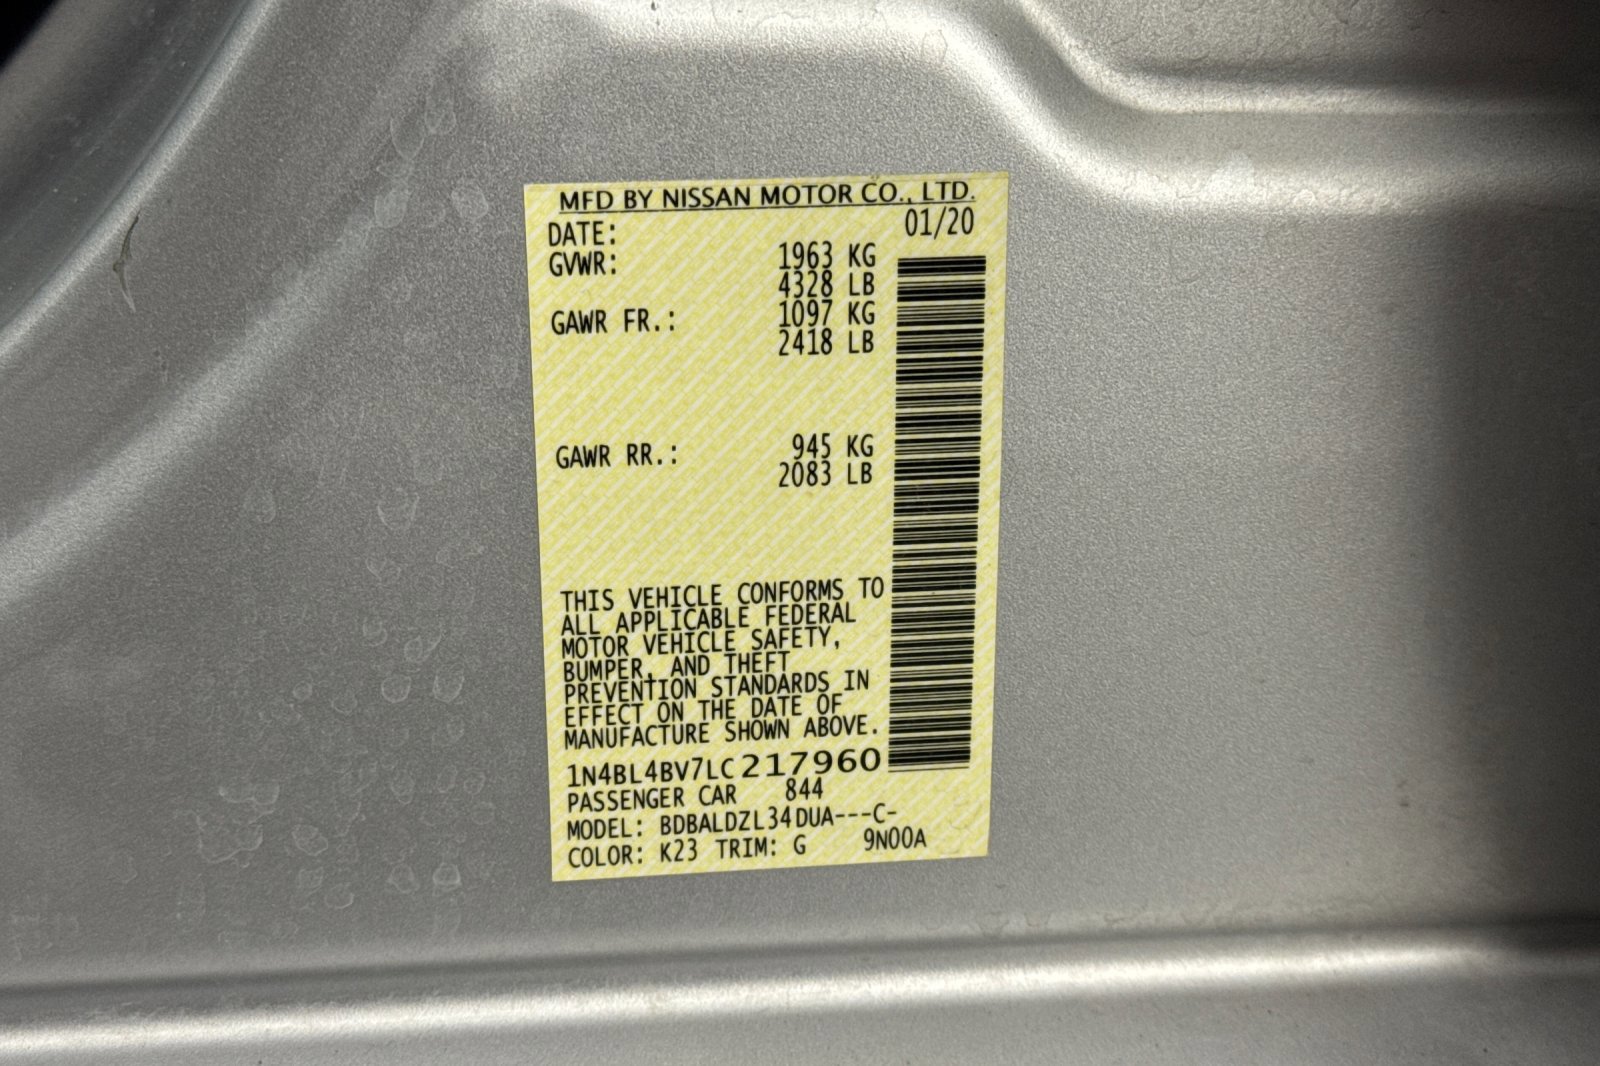 MFD BY NISSAN MOTOR CO., LTD.
DATE: 01/20
GVWR: 1963 KG
4328 LB
GAWR FR.: 1097 KG
2418 LB
GAWR RR.: 945 KG
2083 LB
THIS VEHICLE CONFORMS TO
ALL APPLICABLE FEDERAL
MOTOR VEHICLE SAFETY,
BUMPER, AND THEFT
PREVENTION STANDARDS IN
EFFECT ON THE DATE OF
MANUFACTURE SHOWN ABOVE.
1N4BL4BV7LC217960
PASSENGER CAR 844
MODEL: BDBALDZL34DUA---C-
COLOR: K23 TRIM: G 9N00A